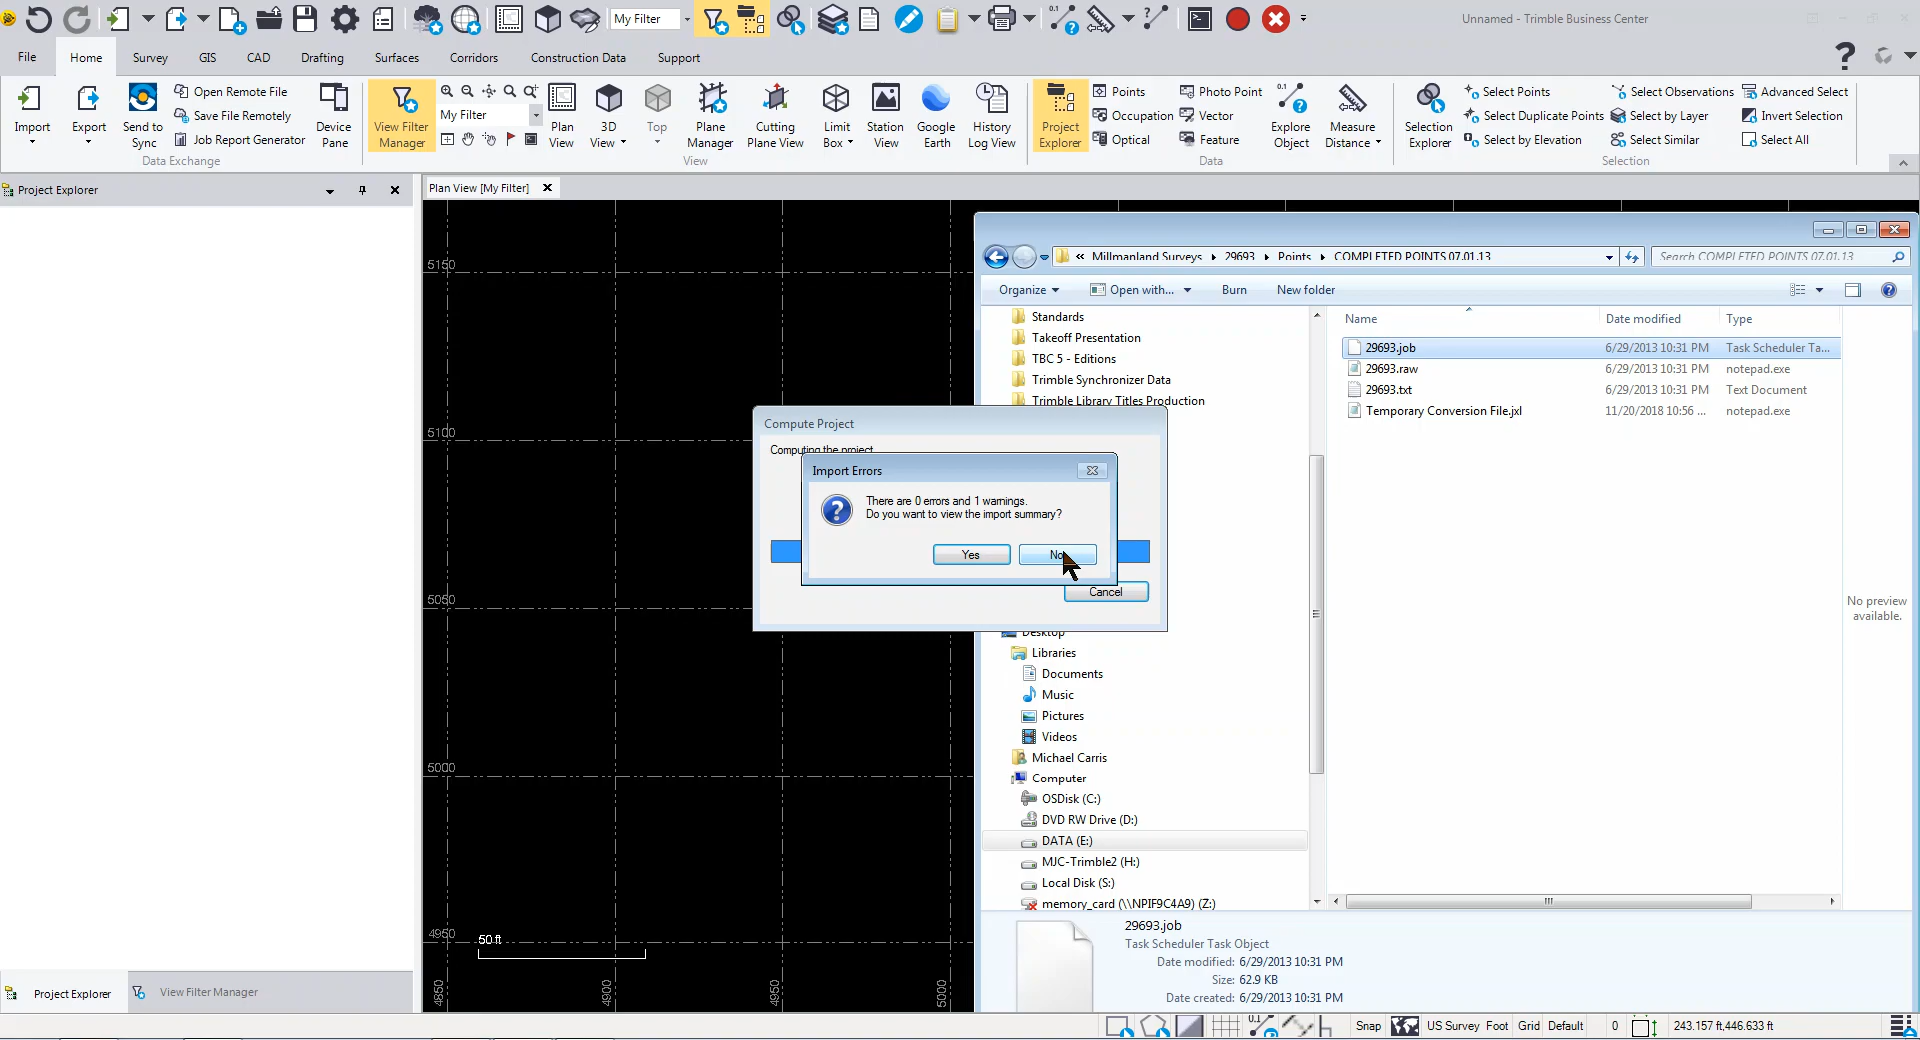 My Filter
Unnamed - Trimble Business Center
File
Home
Survey
GIS
CAD
Drafting
Surfaces
Corridors
Construction Data
Support
Import
Export
Send to
Sync
Open Remote File
Save File Remotely
Job Report Generator
Device
Pane
Data Exchange
View Filter
Manager
My Filter
Plan
View
3D
View
Top
Plane
Manager
Cutting
Plane View
Limit
Box
Station
View
Google
Earth
History
Log View
View
Project
Explorer
Points
Occupation
Optical
Photo Point
Vector
Feature
Explore
Object
Measure
Distance
Data
Selection
Explorer
Select Points
Select Duplicate Points
Select by Elevation
Select Observations
Select by Layer
Select Similar
Advanced Select
Invert Selection
Select All
Selection
Project Explorer
Plan View [My Filter]
5150
5100
5050
5000
4950
50 ft
4850
4900
4950
5000
« Millmanland Surveys
29693
Points
COMPLETED POINTS 07.01.13
Search COMPLETED POINTS 07.01.13
Organize
Open with...
Burn
New folder
Standards
Takeoff Presentation
TBC 5 - Editions
Trimble Synchronizer Data
Trimble Library Titles Production
Desktop
Libraries
Documents
Music
Pictures
Videos
Michael Carris
Computer
OSDisk (C:)
DVD RW Drive (D:)
DATA (E:)
MJC-Trimble2 (H:)
Local Disk (S:)
memory_card (\\NPIF9C4A9) (Z:)
Name Date modified Type
29693.job 6/29/2013 10:31 PM Task Scheduler Ta...
29693.raw 6/29/2013 10:31 PM notepad.exe
29693.txt 6/29/2013 10:31 PM Text Document
Temporary Conversion File.jxl 11/20/2018 10:56 ... notepad.exe
No preview
available.
29693.job
Task Scheduler Task Object
Date modified: 6/29/2013 10:31 PM
Size: 62.9 KB
Date created: 6/29/2013 10:31 PM
Compute Project
Computing the project
Import Errors
There are 0 errors and 1 warnings.
Do you want to view the import summary?
Yes
No
Cancel
Project Explorer
View Filter Manager
Snap
US Survey Foot
Grid
Default
0
243.157 ft,446.633 ft